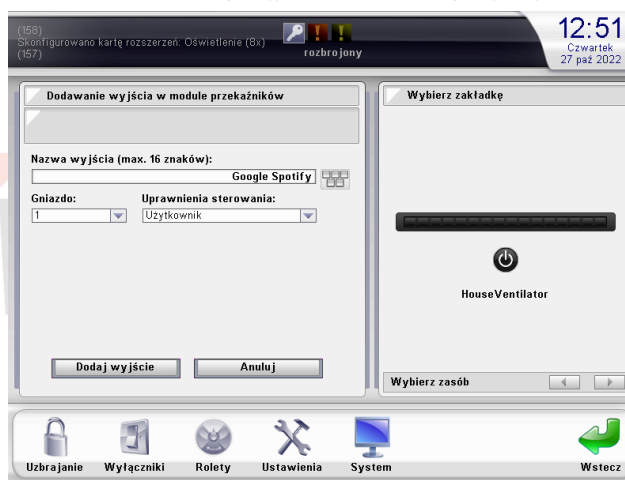 (158)
Skonfigurowano kartę rozszerzeń: Oświetlenie (8x)
(157)
rozbrojony
12:51
Czwartek
27 paź 2022
Dodawanie wyjścia w module przekaźników
Nazwa wyjścia (max. 16 znaków):
Google Spotify
Gniazdo: Uprawnienia sterowania:
1 Użytkownik
Dodaj wyjście Anuluj
Wybierz zakładkę
HouseVentilator
Wybierz zasób
Uzbrajanie Wyłączniki Rolety Ustawienia System Wstecz